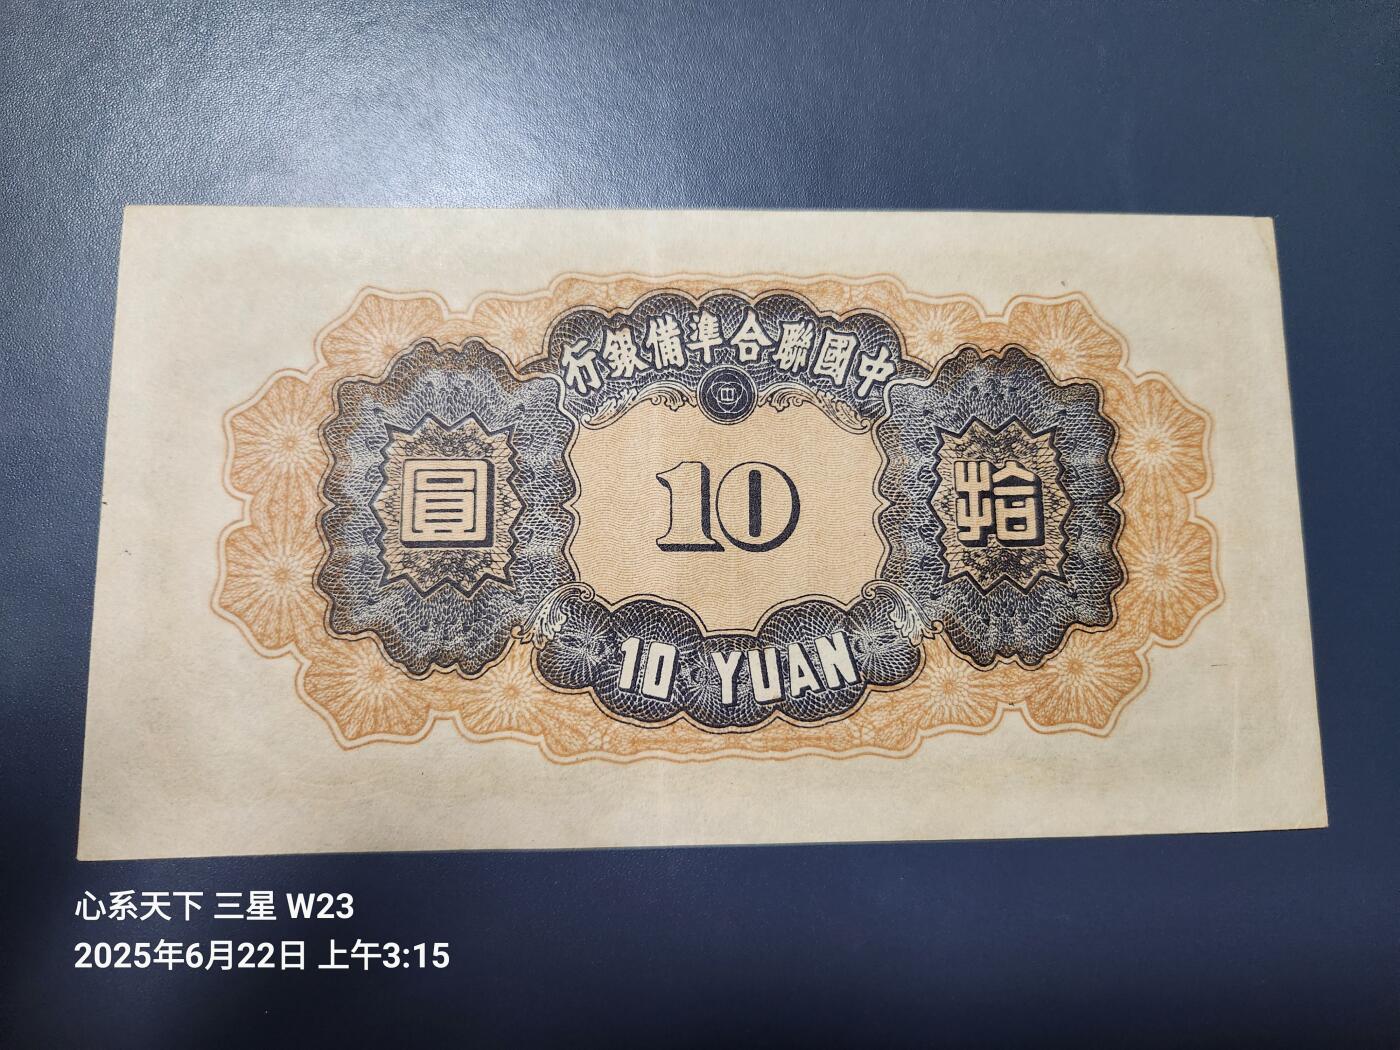 中國聯合準備銀行
拾
10
圓
10 YUAN
心系天下 三星 W23
2025年6月22日 上午3:15